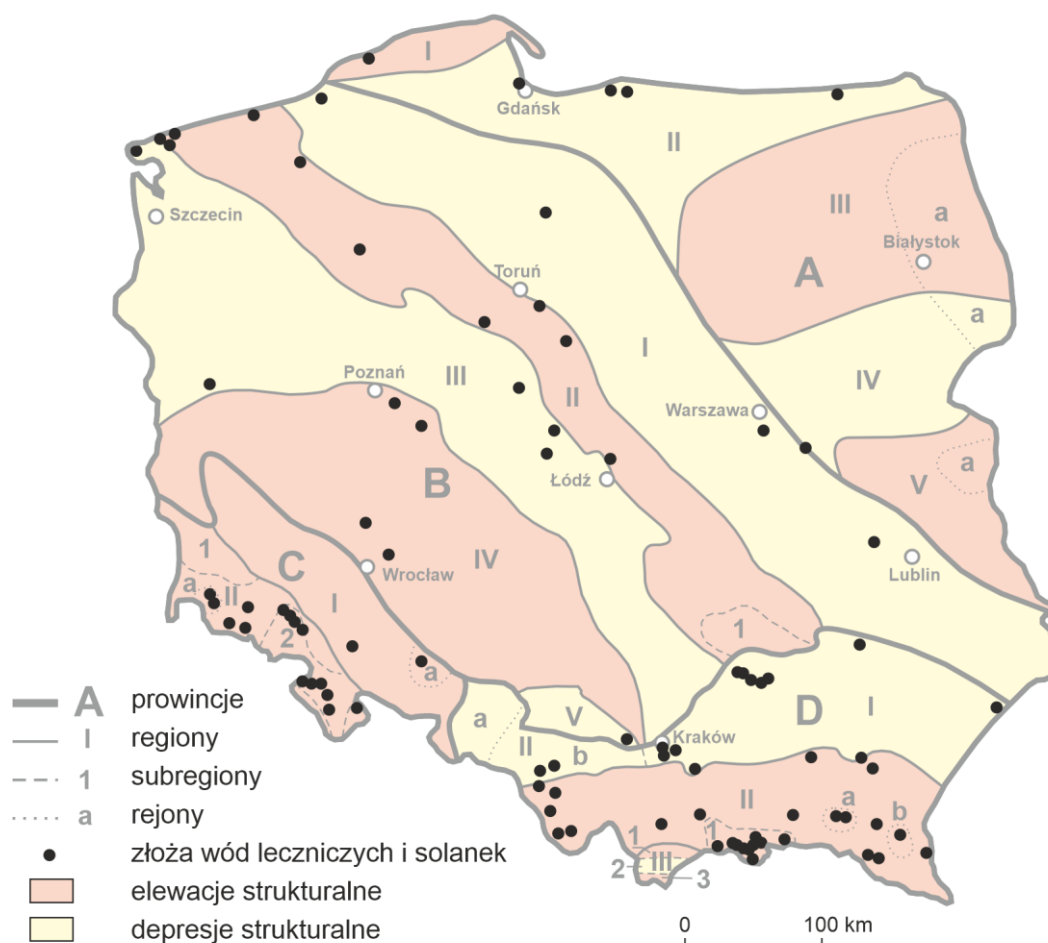 I
Gdańsk
II
III
a
Białystok
A
a
Szczecin
Toruń
I
IV
Poznań
III
II
Warszawa
B
Łódź
V
a
1
C
Wrocław
IV
Lublin
a
II
I
2
1
a
D
I
A prowincje
I regiony
1 subregiony
a rejony
złoża wód leczniczych i solanek
elewacje strukturalne
depresje strukturalne
a
V
II
b
Kraków
II
a
b
1
1
2
III
3
0 100 km